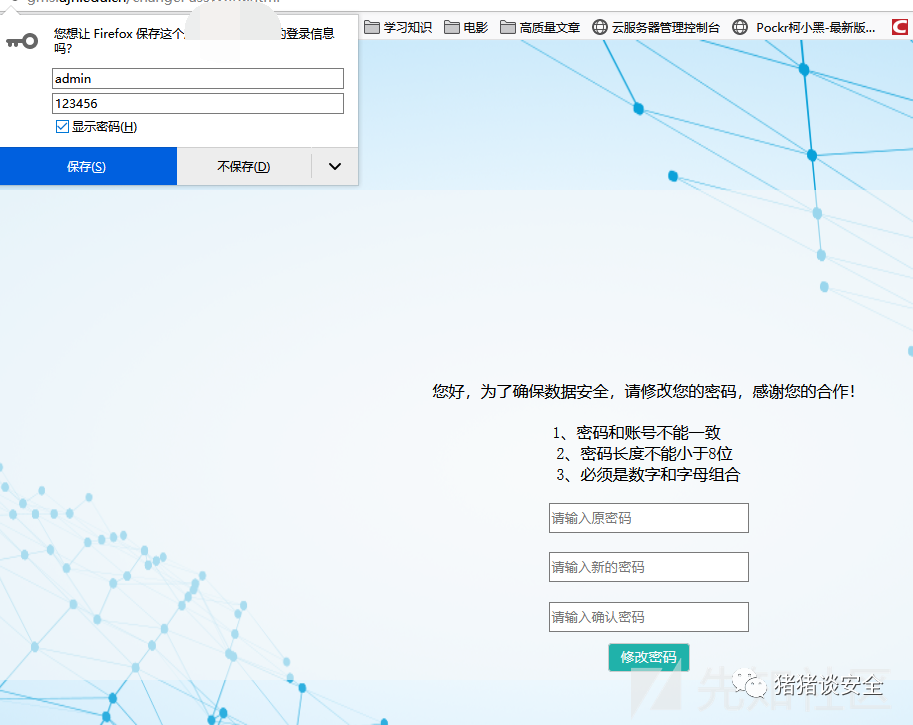 您想让 Firefox 保存这个
的登录信息
吗?
admin
123456
显示密码(H)
保存(S)
不保存(D)
学习知识
电影
高质量文章
云服务器管理控制台
Pockr柯小黑-最新版...
您好，为了确保数据安全，请修改您的密码，感谢您的合作！
1、密码和账号不能一致
2、密码长度不能小于8位
3、必须是数字和字母组合
请输入原密码
请输入新的密码
请输入确认密码
修改密码
先知社区
猪猪谈安全